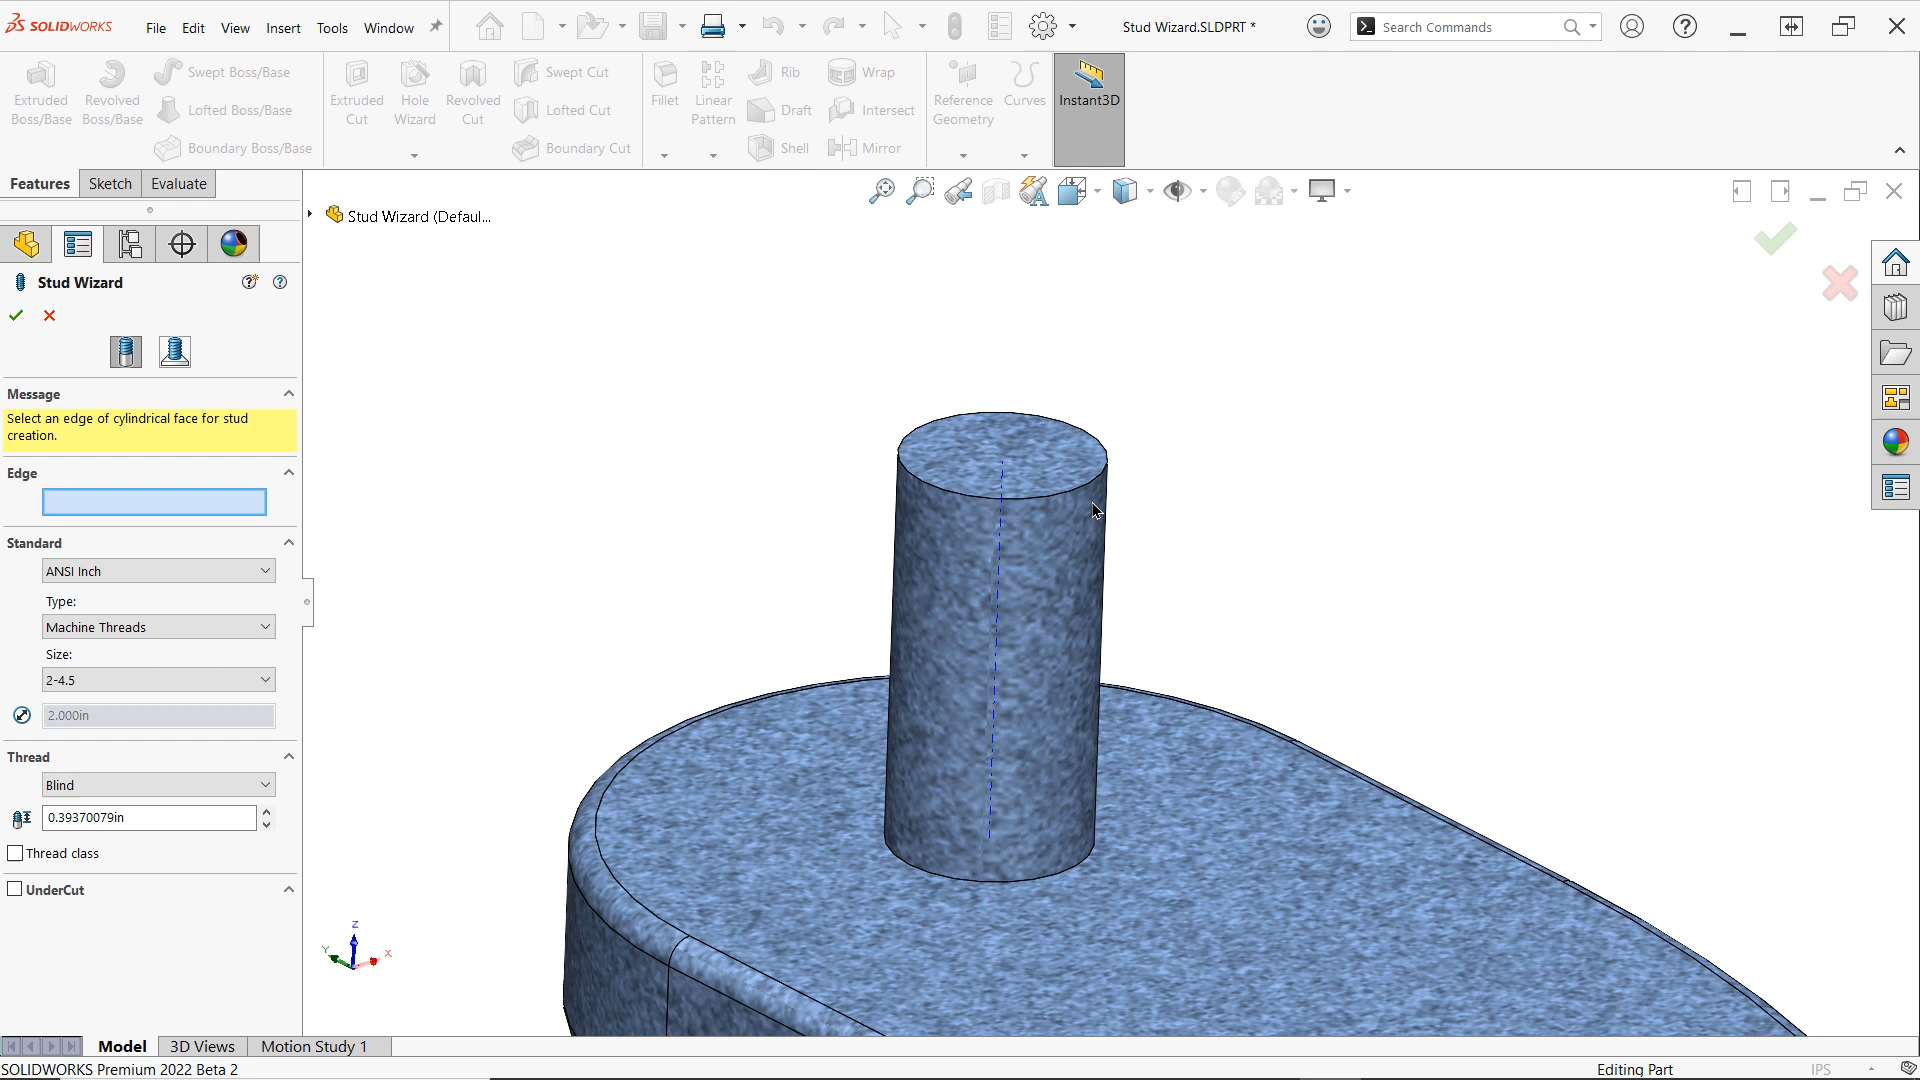 SOLIDWORKS
File Edit View Insert Tools Window
Stud Wizard.SLDPRT *
Search Commands
Extruded Boss/Base
Revolved Boss/Base
Swept Boss/Base
Lofted Boss/Base
Boundary Boss/Base
Extruded Cut
Hole Wizard
Revolved Cut
Swept Cut
Lofted Cut
Boundary Cut
Fillet
Linear Pattern
Rib
Draft
Shell
Wrap
Intersect
Mirror
Reference Geometry
Curves
Instant3D
Features Sketch Evaluate
Stud Wizard (Defaul...
Stud Wizard
Message
Select an edge of cylindrical face for stud
creation.
Edge
Standard
ANSI Inch
Type:
Machine Threads
Size:
2-4.5
2.000in
Thread
Blind
0.39370079in
Thread class
UnderCut
Z
Y
X
Model 3D Views Motion Study 1
SOLIDWORKS Premium 2022 Beta 2
Editing Part
IPS